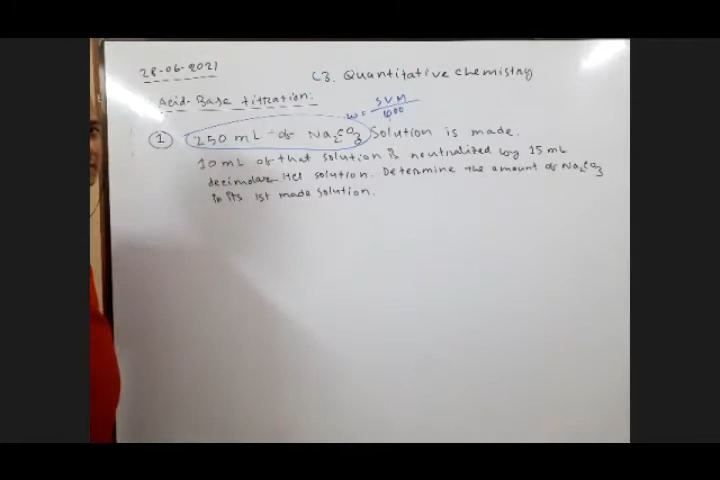 28-06-2021
C3. Quantitative chemistry
Acid-Base titration:
w = SVM / 1000
① 250 mL of Na2CO3 Solution is made.
10 mL of that solution is neutralized by 15 mL
decimolar HCl solution. Determine the amount of Na2CO3
in its 1st made solution.